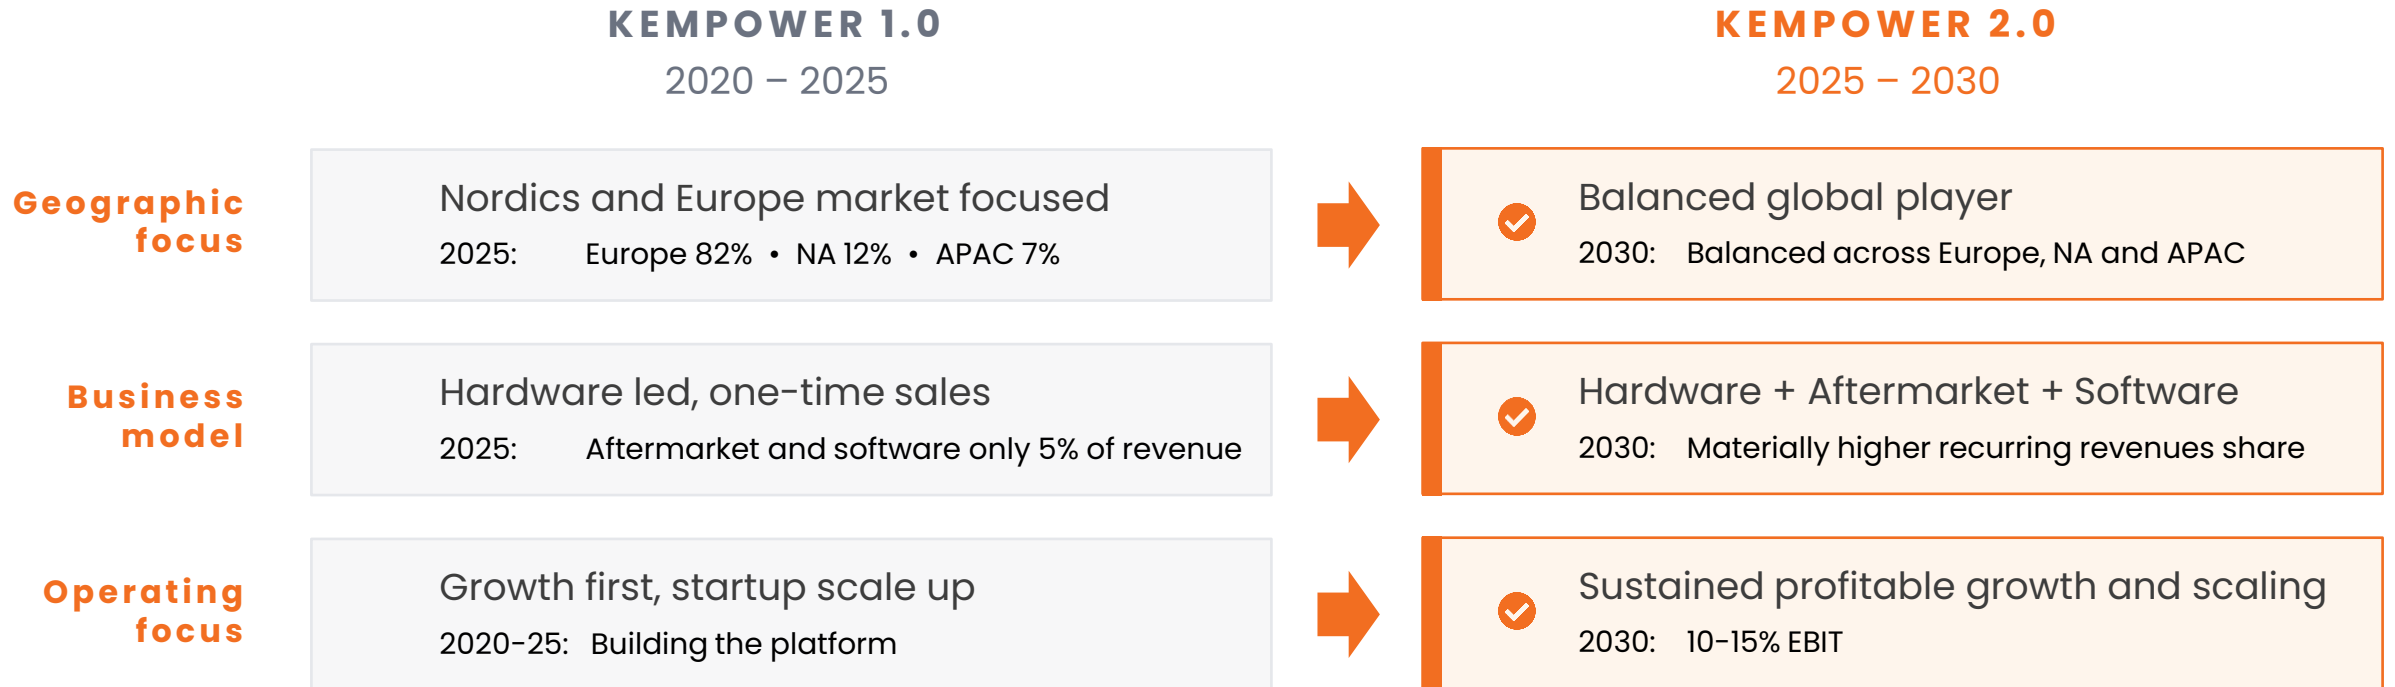 KEMPOWER 1.0
2020 – 2025
KEMPOWER 2.0
2025 – 2030
Geographic
focus
Nordics and Europe market focused
2025: Europe 82% • NA 12% • APAC 7%
Balanced global player
2030: Balanced across Europe, NA and APAC
Business
model
Hardware led, one-time sales
2025: Aftermarket and software only 5% of revenue
Hardware + Aftermarket + Software
2030: Materially higher recurring revenues share
Operating
focus
Growth first, startup scale up
2020-25: Building the platform
Sustained profitable growth and scaling
2030: 10-15% EBIT